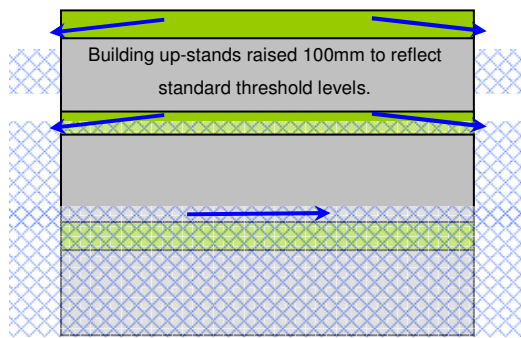 Building up-stands raised 100mm to reflect
standard threshold levels.